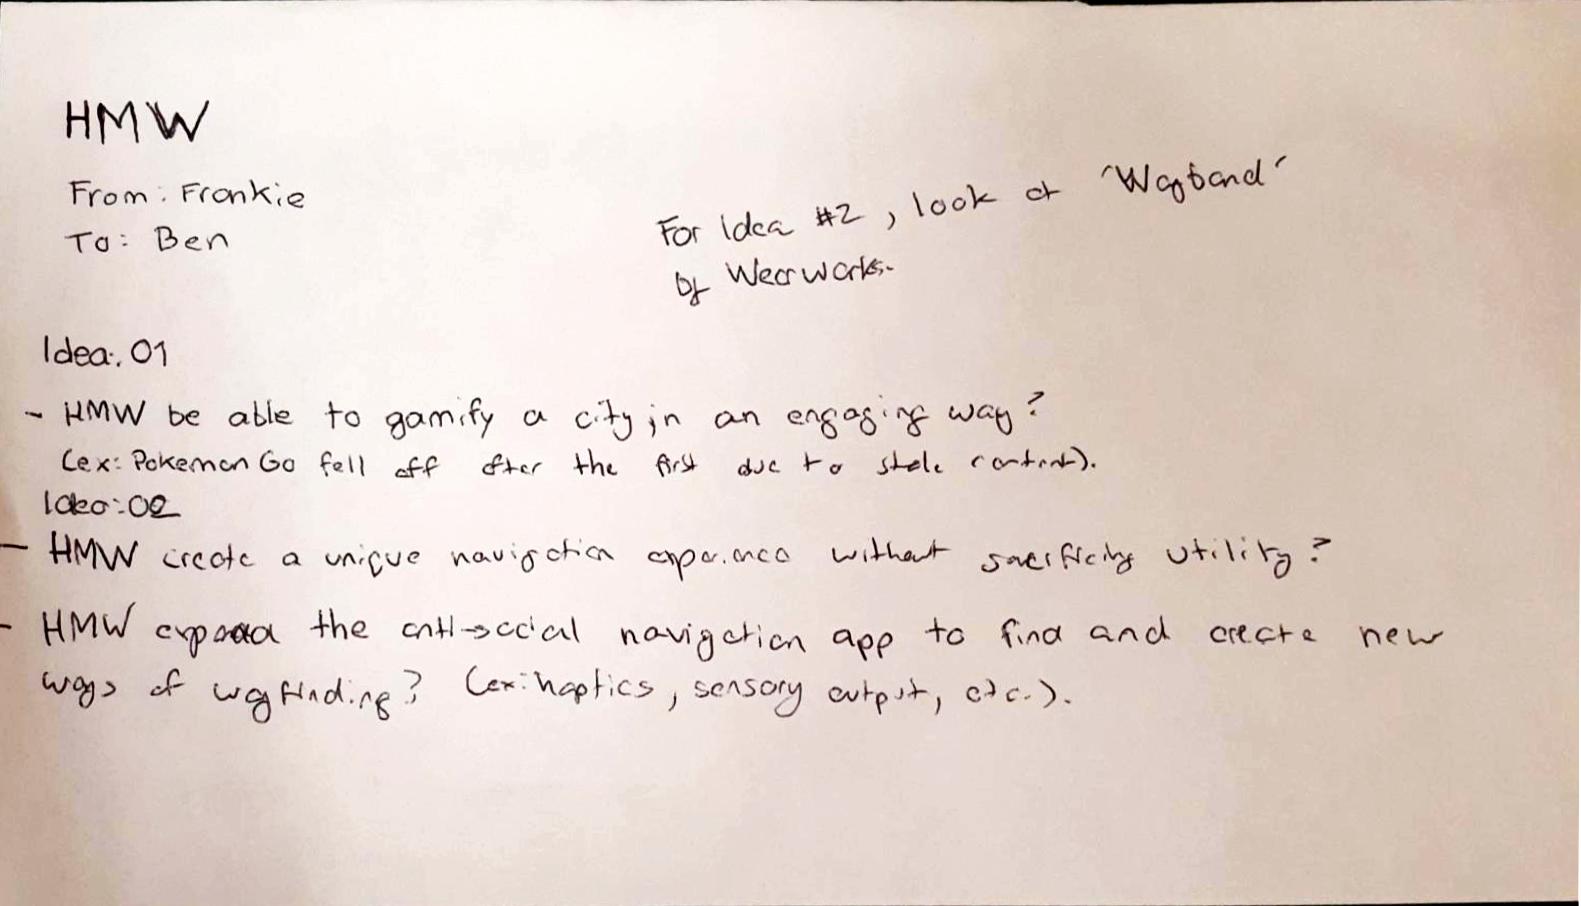 HMW
From: Frankie
To: Ben
For Idea #2, look at 'Wayband'
by Wearworks.
Idea: 01
- HMW be able to gamify a city in an engaging way?
(ex: Pokemon Go fell off after the first due to stale content).
Idea: 02
- HMW create a unique navigation experience without sacrificing utility?
- HMW expand the anti-social navigation app to find and create new
ways of wayfinding? (ex: haptics, sensory output, etc.).